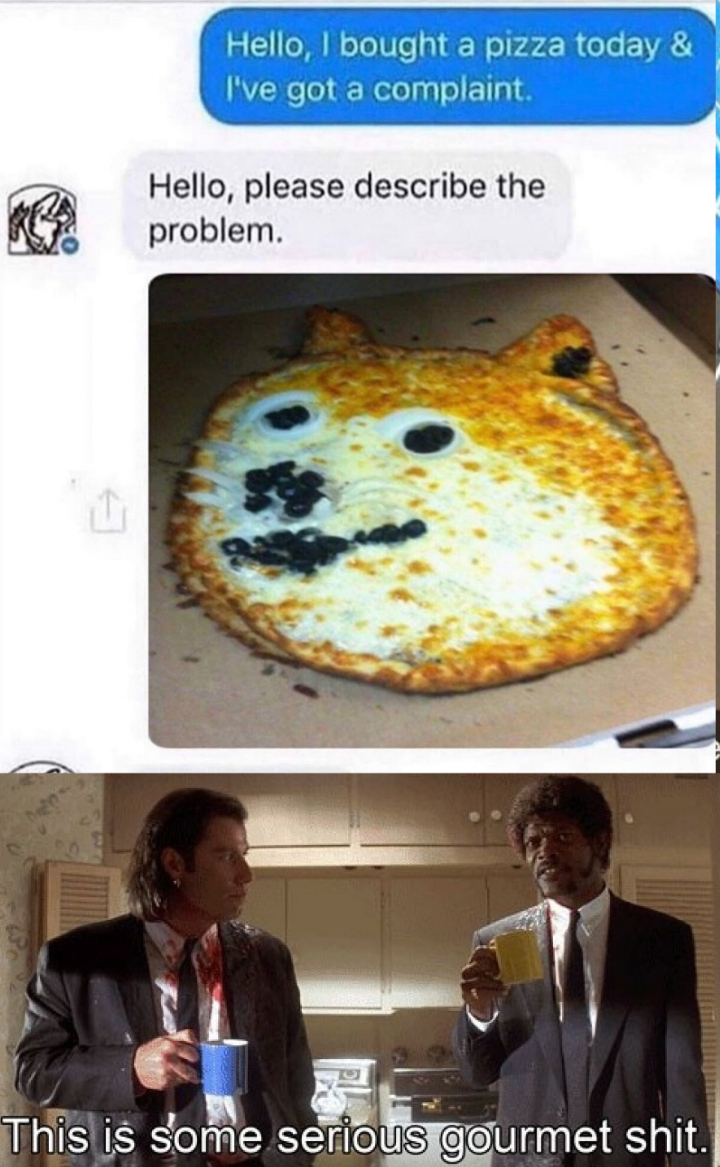 Hello, I bought a pizza today &
I've got a complaint.
Hello, please describe the
problem.
This is some serious gourmet shit.